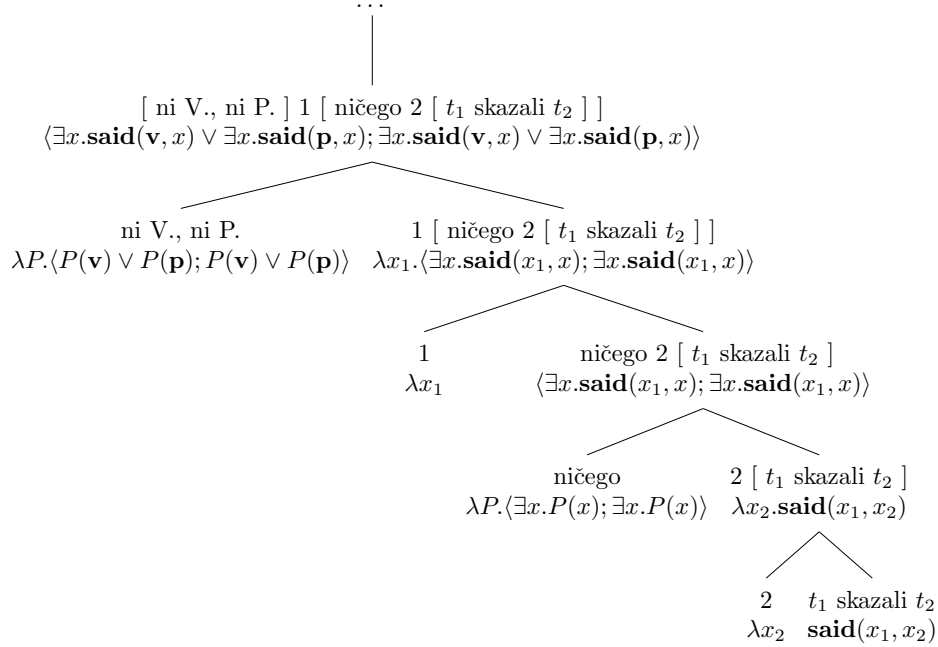 ...
[ ni V., ni P. ] 1 [ ničego 2 [ t₁ skazali t₂ ] ]
⟨∃x.said(v, x) ∨ ∃x.said(p, x); ∃x.said(v, x) ∨ ∃x.said(p, x)⟩
ni V., ni P.
λP.⟨P(v) ∨ P(p); P(v) ∨ P(p)⟩
1 [ ničego 2 [ t₁ skazali t₂ ] ]
λx₁.⟨∃x.said(x₁, x); ∃x.said(x₁, x)⟩
1
λx₁
ničego 2 [ t₁ skazali t₂ ]
⟨∃x.said(x₁, x); ∃x.said(x₁, x)⟩
ničego
λP.⟨∃x.P(x); ∃x.P(x)⟩
2 [ t₁ skazali t₂ ]
λx₂.said(x₁, x₂)
2
λx₂
t₁ skazali t₂
said(x₁, x₂)